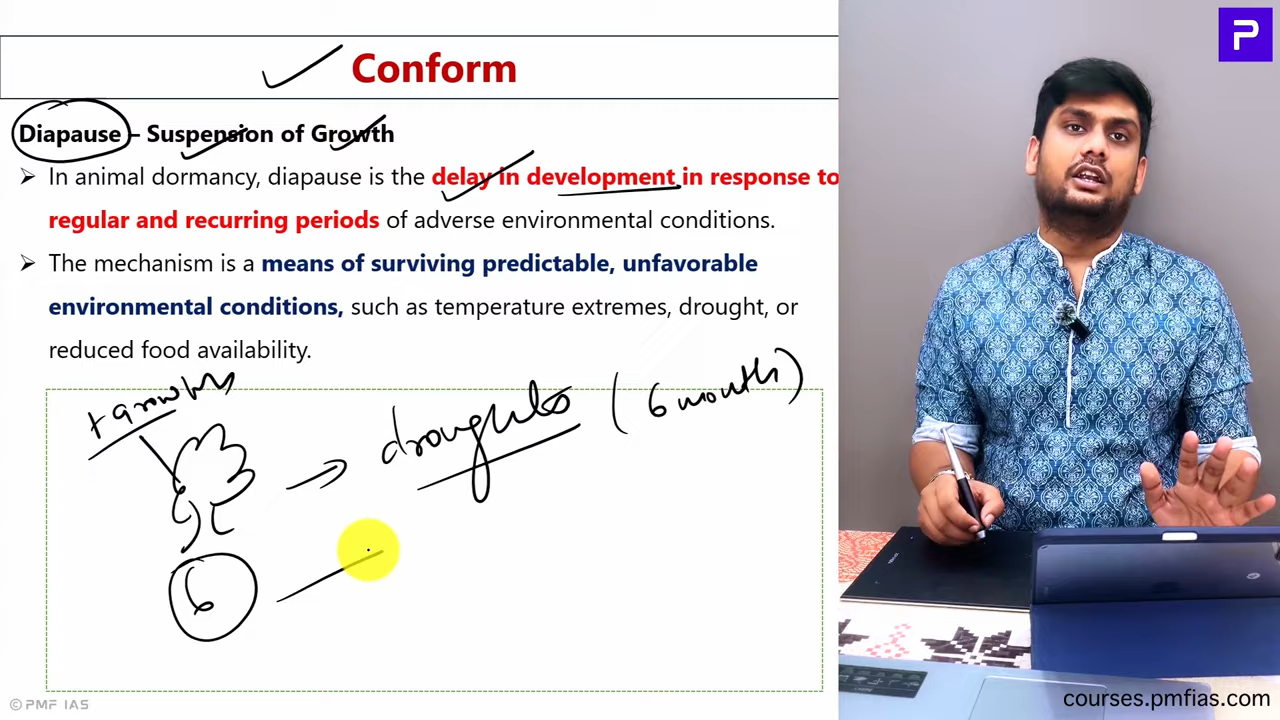 P
Conform
Diapause – Suspension of Growth
➢ In animal dormancy, diapause is the delay in development in response to
regular and recurring periods of adverse environmental conditions.
➢ The mechanism is a means of surviving predictable, unfavorable
environmental conditions, such as temperature extremes, drought, or
reduced food availability.
droughts (6 month)
6
© PMF IAS
courses.pmfias.com